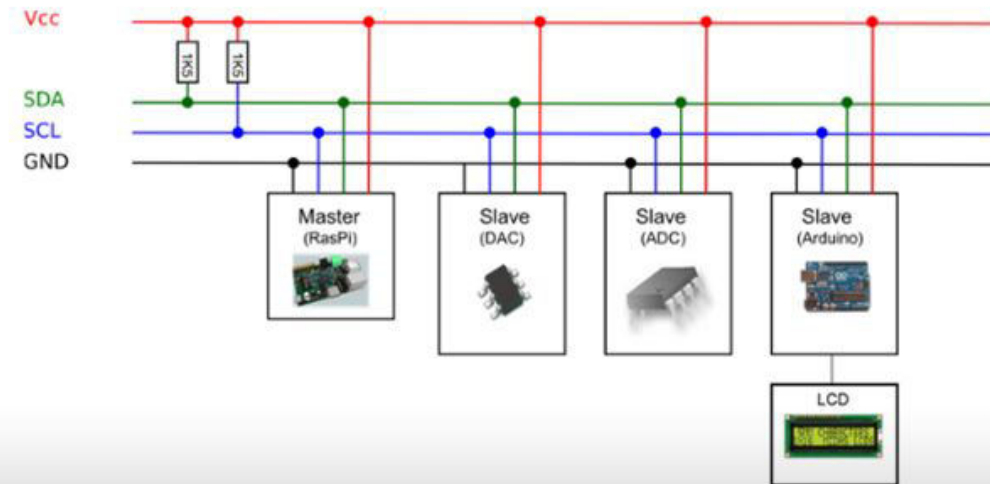 Vcc
1K5
1K5
SDA
SCL
GND
Master
(RasPi)
Slave
(DAC)
Slave
(ADC)
Slave
(Arduino)
LCD